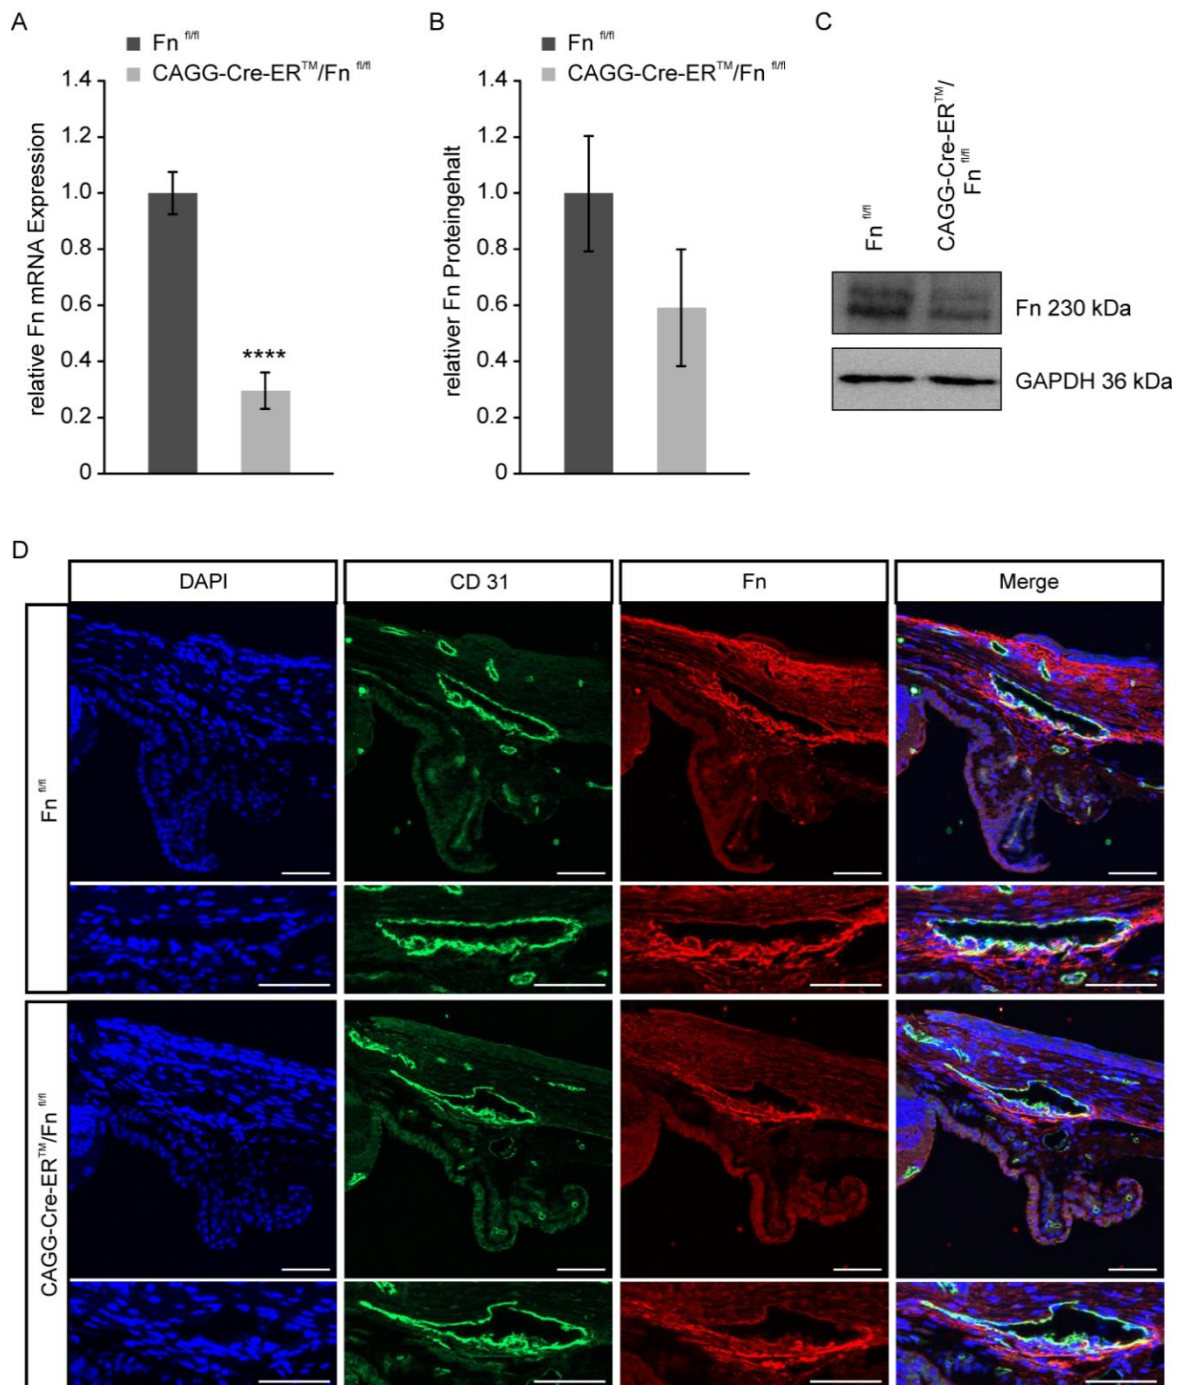 A
Fn fl/fl
CAGG-Cre-ER™/Fn fl/fl
relative Fn mRNA Expression
1.4
1.2
1.0
0.8
0.6
0.4
0.2
0
****
B
Fn fl/fl
CAGG-Cre-ER™/Fn fl/fl
relativer Fn Proteingehalt
1.4
1.2
1.0
0.8
0.6
0.4
0.2
0
C
Fn fl/fl
CAGG-Cre-ER™/
Fn fl/fl
Fn 230 kDa
GAPDH 36 kDa
D
DAPI
CD 31
Fn
Merge
Fn fl/fl
CAGG-Cre-ER™/Fn fl/fl